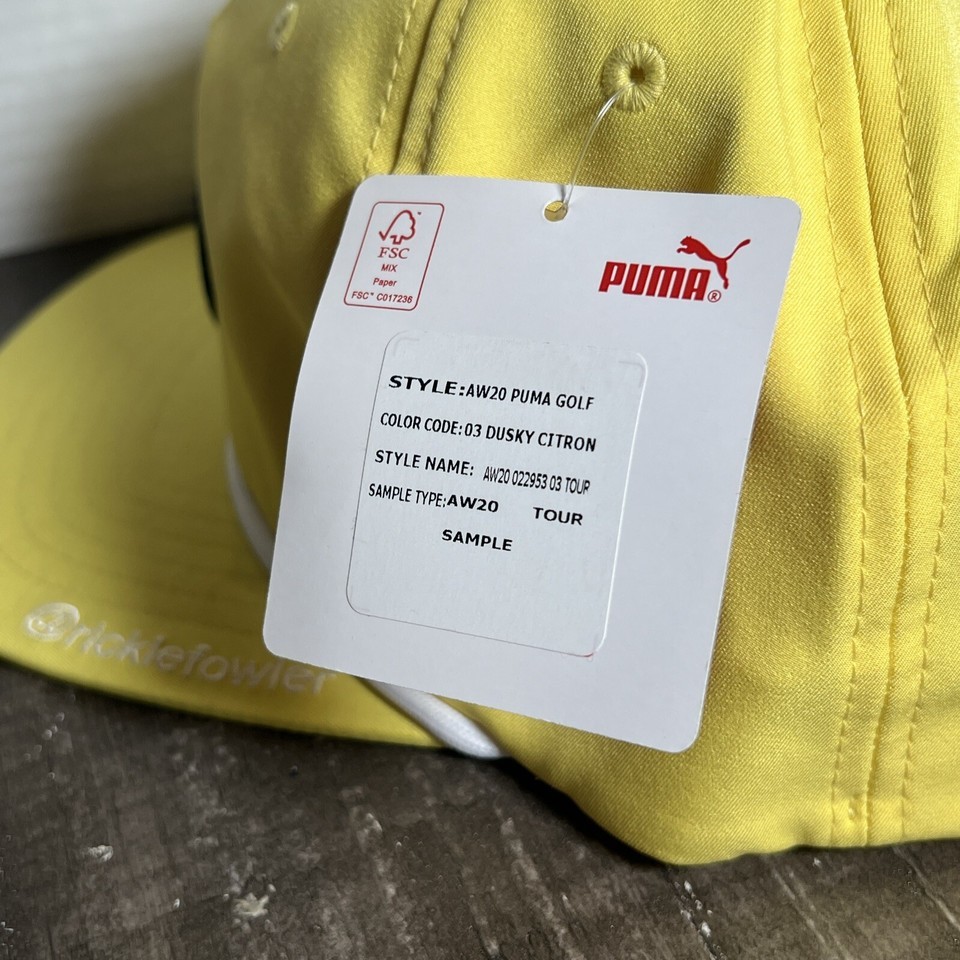 FSC
MIX
Paper
FSC® C017236
PUMA®
STYLE:AW20 PUMA GOLF
COLOR CODE:03 DUSKY CITRON
STYLE NAME: AW20 022953 03 TOUR
SAMPLE TYPE:AW20 TOUR
SAMPLE
@rickiefowler